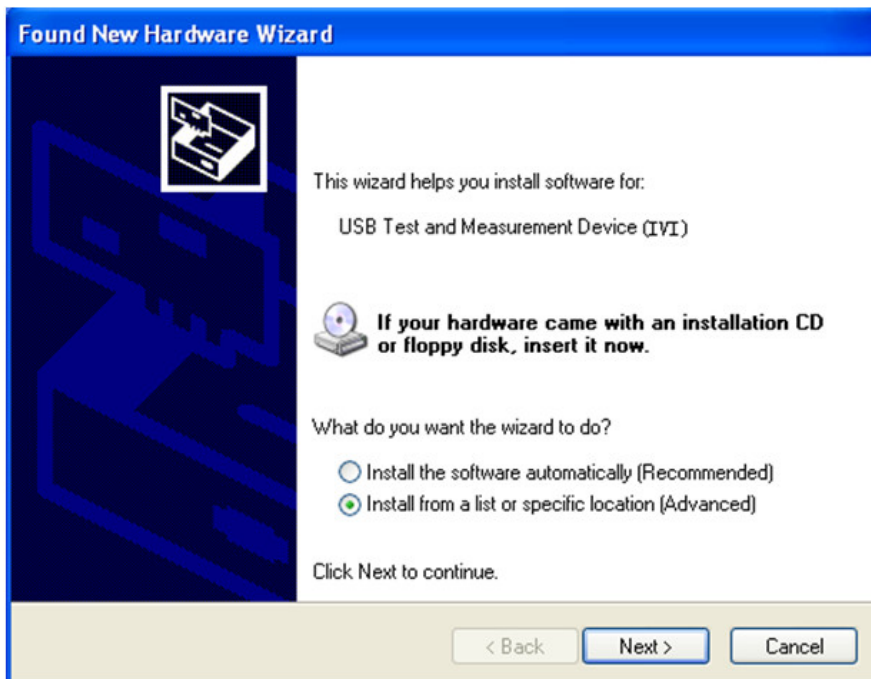 Found New Hardware Wizard
This wizard helps you install software for:
USB Test and Measurement Device (IVI)
If your hardware came with an installation CD
or floppy disk, insert it now.
What do you want the wizard to do?
Install the software automatically (Recommended)
Install from a list or specific location (Advanced)
Click Next to continue.
< Back
Next >
Cancel